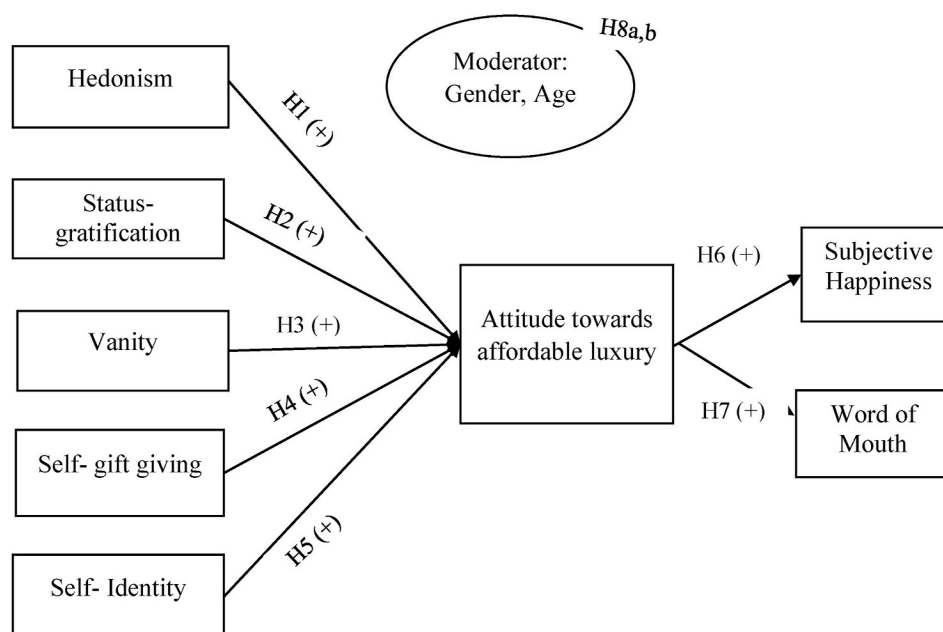 H8a,b
Moderator:
Gender, Age
Hedonism
H1 (+)
Status-
gratification
H2 (+)
Vanity
H3 (+)
Self- gift giving
H4 (+)
Self- Identity
H5 (+)
Attitude towards
affordable luxury
H6 (+)
Subjective
Happiness
H7 (+)
Word of
Mouth